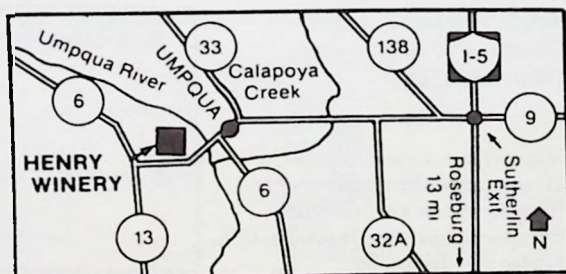 33
138
I-5
Umpqua River
UMPQUA
Calapoya
Creek
6
9
HENRY
WINERY
6
13
32A
Roseburg
13 mi
Sutherlin
Exit
N